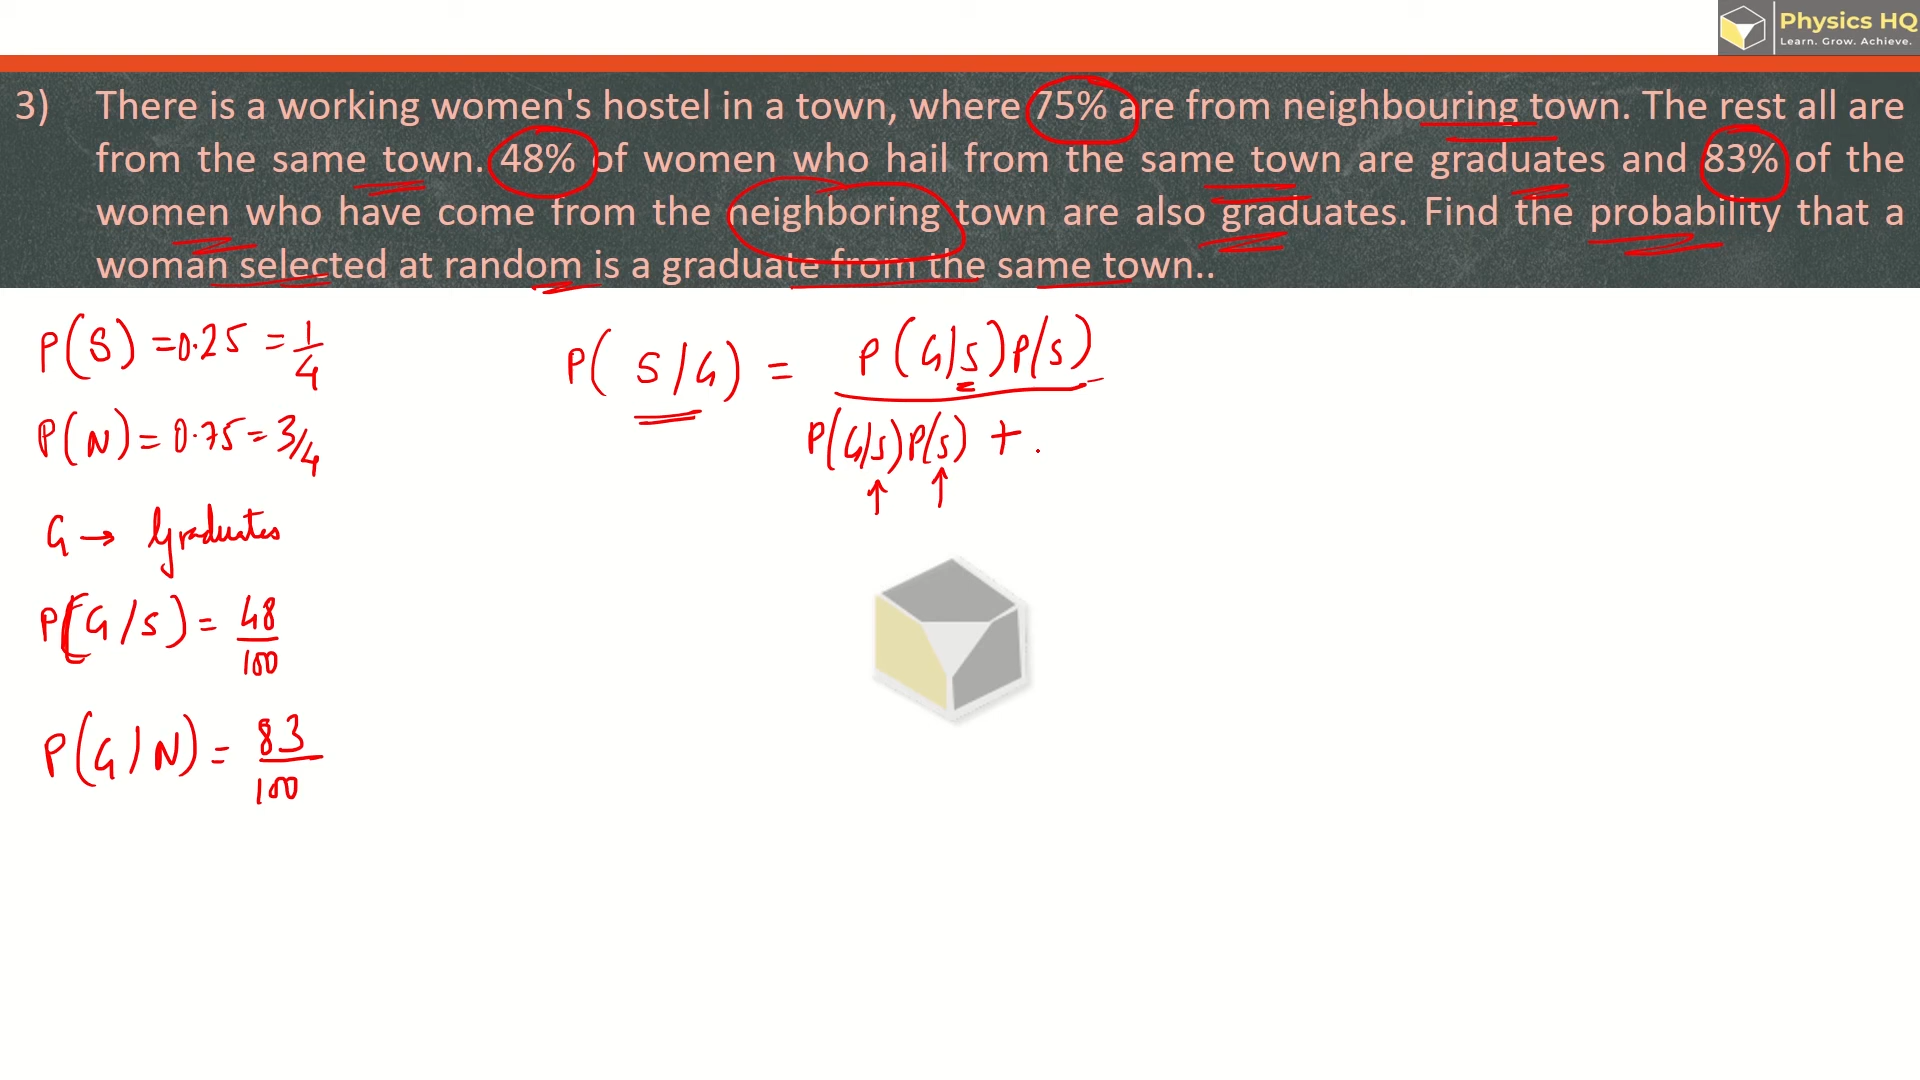 Physics HQ
Learn. Grow. Achieve.
3) There is a working women's hostel in a town, where 75% are from neighbouring town. The rest all are
from the same town. 48% of women who hail from the same town are graduates and 83% of the
women who have come from the neighboring town are also graduates. Find the probability that a
woman selected at random is a graduate from the same town..
P(S) = 0.25 = 1/4
P(N) = 0.75 = 3/4
G → Graduates
P(G/S) = 48/100
P(G/N) = 83/100
P(S/G) = P(G/S)P(S)
P(G/S)P(S) + .